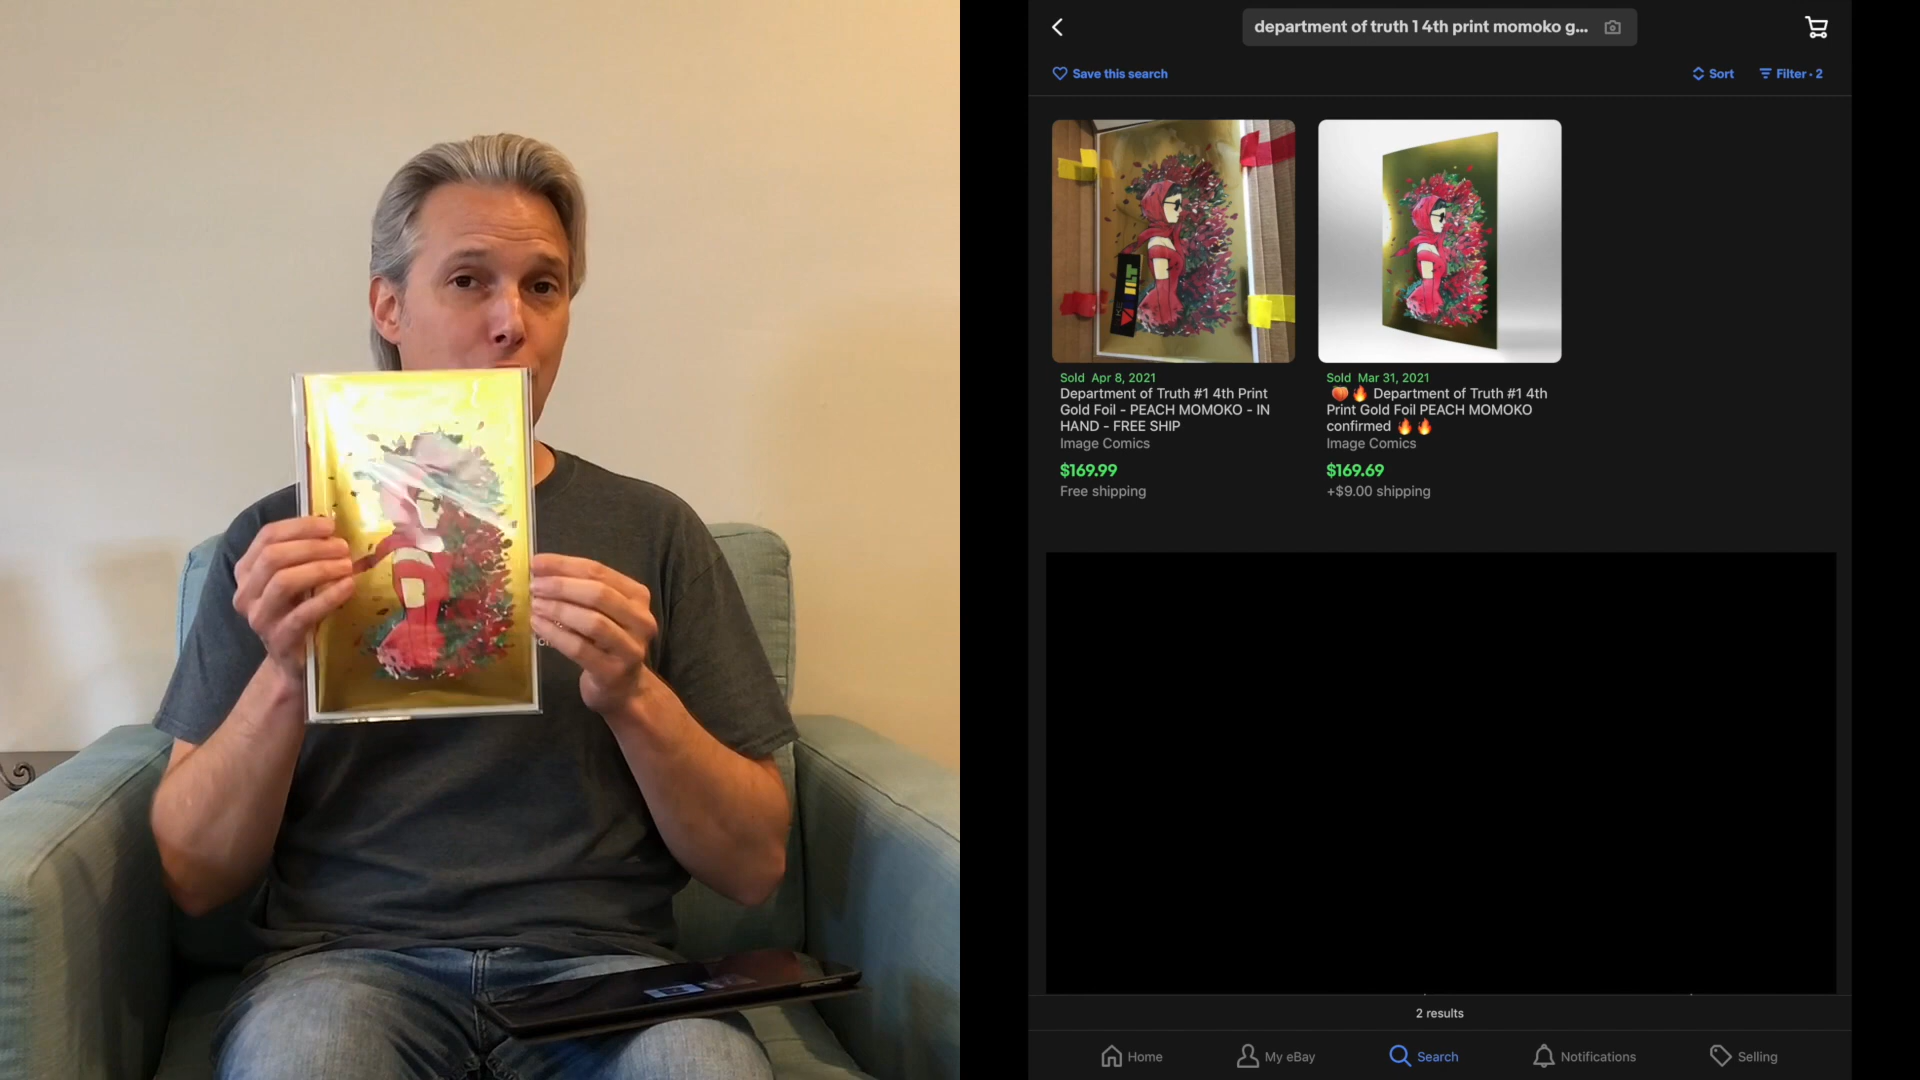 department of truth 1 4th print momoko g...
Save this search
Sort
Filter • 2
Sold Apr 8, 2021
Department of Truth #1 4th Print
Gold Foil - PEACH MOMOKO - IN
HAND - FREE SHIP
Image Comics
$169.99
Free shipping
Sold Mar 31, 2021
🍑🔥 Department of Truth #1 4th
Print Gold Foil PEACH MOMOKO
confirmed 🔥🔥
Image Comics
$169.69
+$9.00 shipping
2 results
Home
My eBay
Search
Notifications
Selling